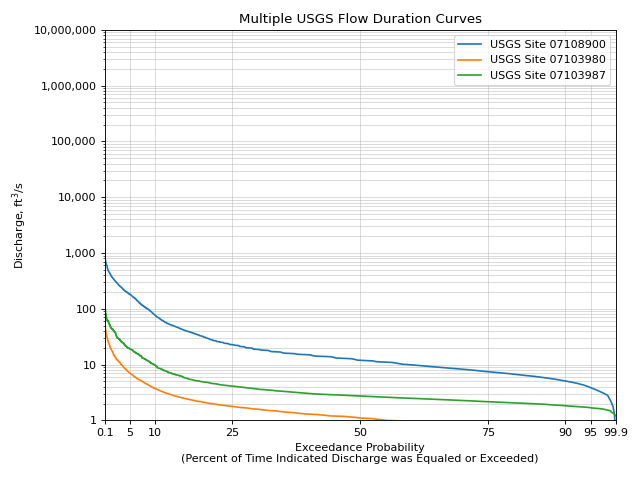 Multiple USGS Flow Duration Curves
USGS Site 07108900
USGS Site 07103980
USGS Site 07103987
10,000,000
1,000,000
100,000
10,000
1,000
100
10
1
Discharge, ft³/s
0.1 5 10 25 50 75 90 95 99.9
Exceedance Probability
(Percent of Time Indicated Discharge was Equaled or Exceeded)